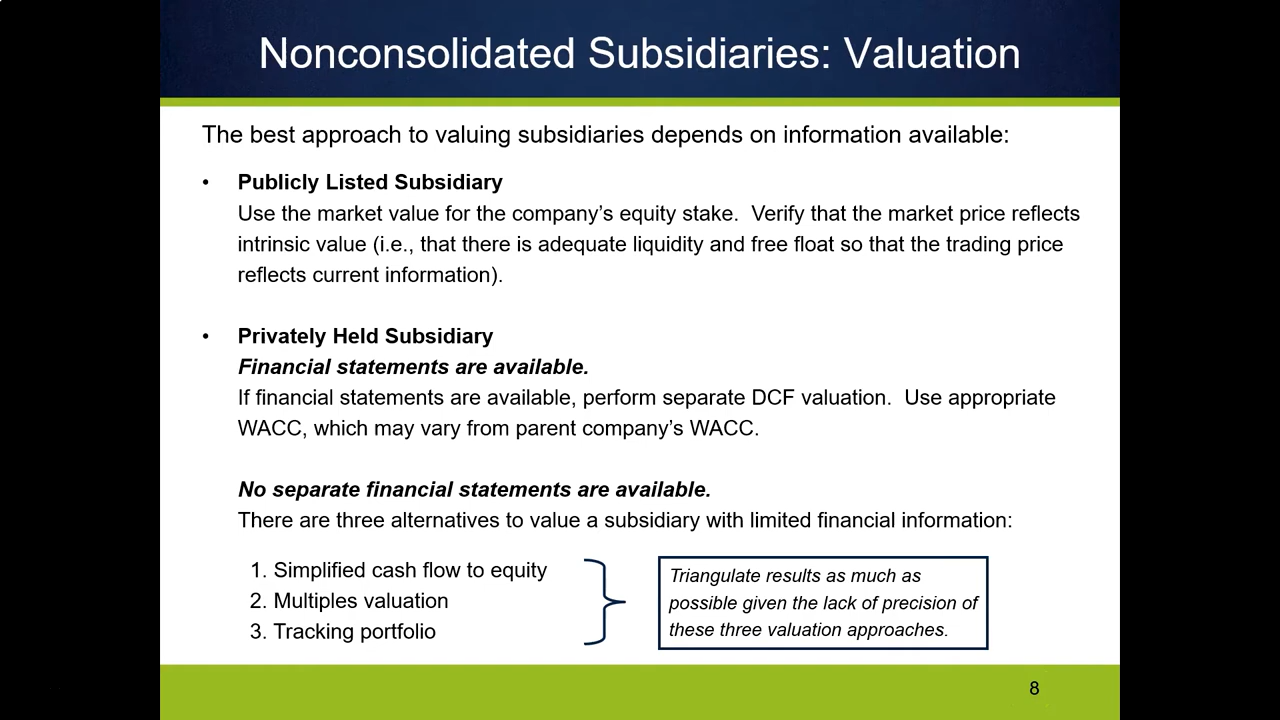 Nonconsolidated Subsidiaries: Valuation
The best approach to valuing subsidiaries depends on information available:
• Publicly Listed Subsidiary
Use the market value for the company’s equity stake.  Verify that the market price reflects
intrinsic value (i.e., that there is adequate liquidity and free float so that the trading price
reflects current information).
• Privately Held Subsidiary
Financial statements are available.
If financial statements are available, perform separate DCF valuation.  Use appropriate
WACC, which may vary from parent company’s WACC.
No separate financial statements are available.
There are three alternatives to value a subsidiary with limited financial information:
1. Simplified cash flow to equity
2. Multiples valuation
3. Tracking portfolio
Triangulate results as much as
possible given the lack of precision of
these three valuation approaches.
8